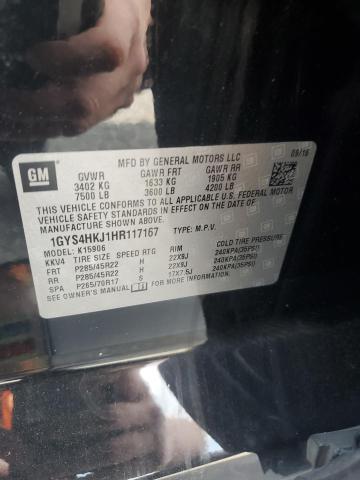 GM
MFD BY GENERAL MOTORS LLC
09/16
GVWR GAWR FRT GAWR RR
3402 KG 1633 KG 1905 KG
7500 LB 3600 LB 4200 LB
THIS VEHICLE CONFORMS TO ALL APPLICABLE U.S. FEDERAL MOTOR
VEHICLE SAFETY STANDARDS IN EFFECT ON THE DATE OF
MANUFACTURE SHOWN ABOVE.
1GYS4HKJ1HR117167 TYPE: M.P.V.
MODEL: K15906
KKV4 TIRE SIZE SPEED RTG RIM COLD TIRE PRESSURE
FRT P285/45R22 H 22X9J 240KPA(35PSI)
RR P285/45R22 H 22X9J 240KPA(35PSI)
SPA P265/70R17 17X7.5J 240KPA(35PSI)
SEE OWNER'S MANUAL FOR MORE INFORMATION.